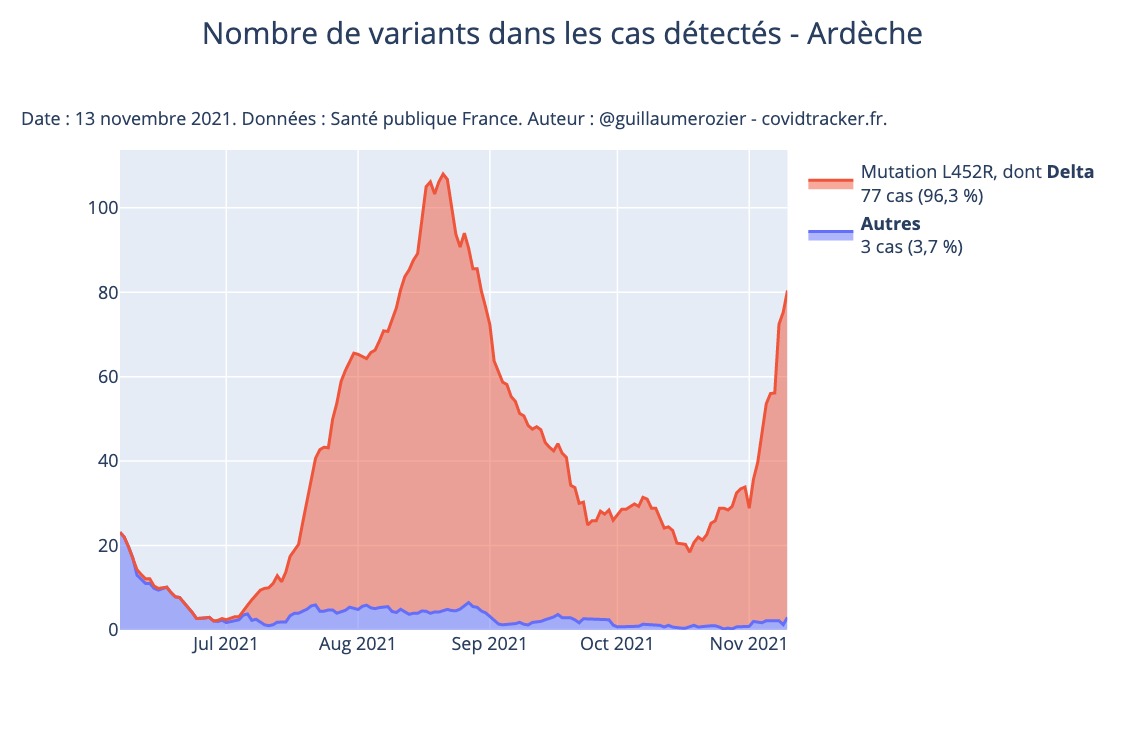 Nombre de variants dans les cas détectés - Ardèche
Date : 13 novembre 2021. Données : Santé publique France. Auteur : @guillaumerozier - covidtracker.fr.
Mutation L452R, dont Delta
77 cas (96,3 %)
Autres
3 cas (3,7 %)
100
80
60
40
20
0
Jul 2021
Aug 2021
Sep 2021
Oct 2021
Nov 2021